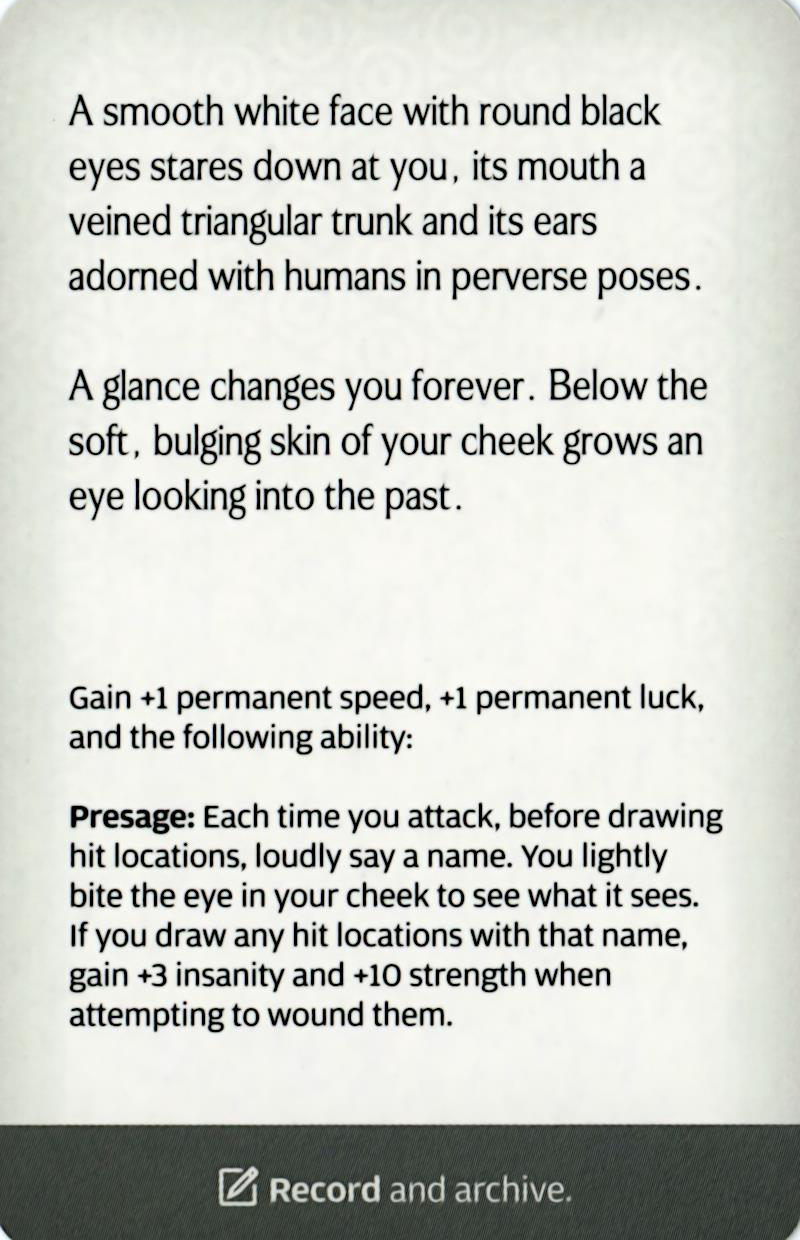 A smooth white face with round black
eyes stares down at you, its mouth a
veined triangular trunk and its ears
adorned with humans in perverse poses.
A glance changes you forever. Below the
soft, bulging skin of your cheek grows an
eye looking into the past.
Gain +1 permanent speed, +1 permanent luck,
and the following ability:
Presage: Each time you attack, before drawing
hit locations, loudly say a name. You lightly
bite the eye in your cheek to see what it sees.
If you draw any hit locations with that name,
gain +3 insanity and +10 strength when
attempting to wound them.
Record and archive.